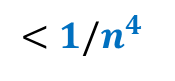 < 1/n⁴